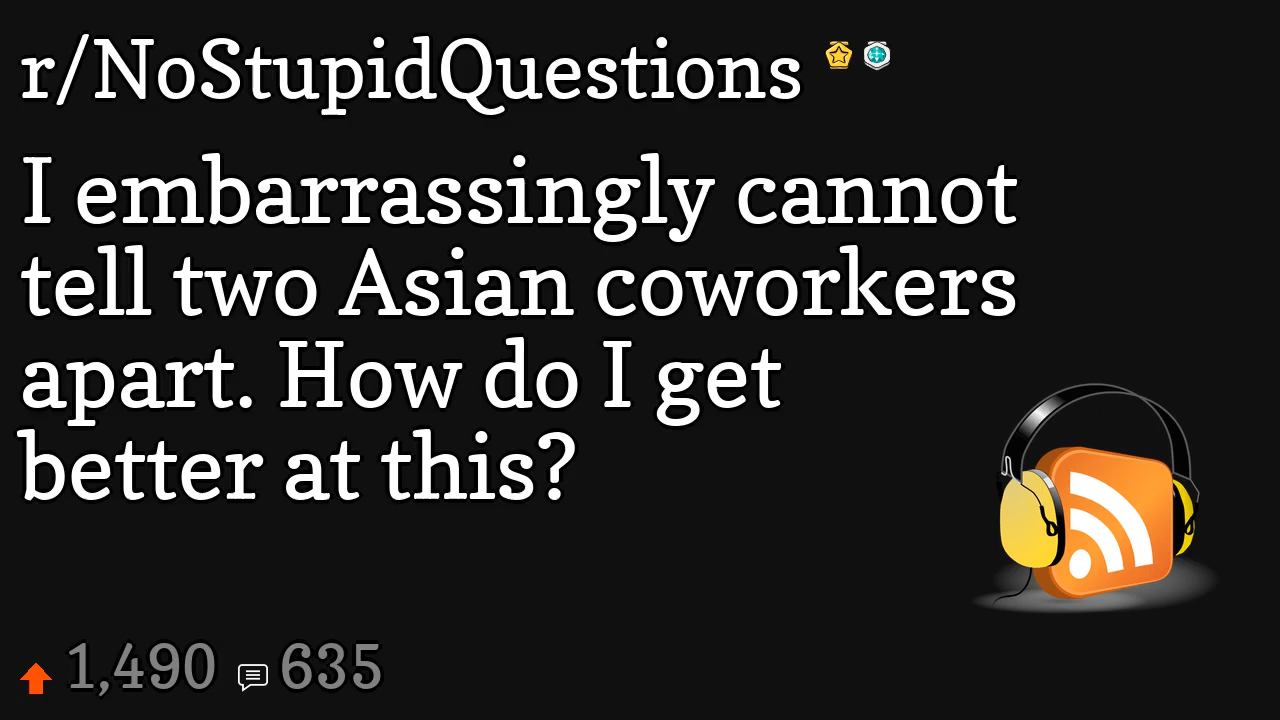 r/NoStupidQuestions
I embarrassingly cannot
tell two Asian coworkers
apart. How do I get
better at this?
1,490 635